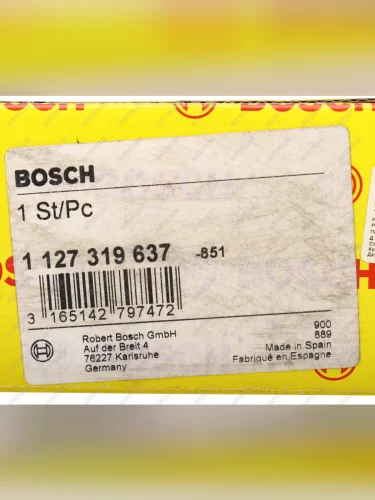 BOSCH
BOSCH
1 St/Pc
1 127 319 637 -851
3 165142 797472
Robert Bosch GmbH
Auf der Breit 4
76227 Karlsruhe
Germany
900
889
Made in Spain
Fabriqué en Espagne